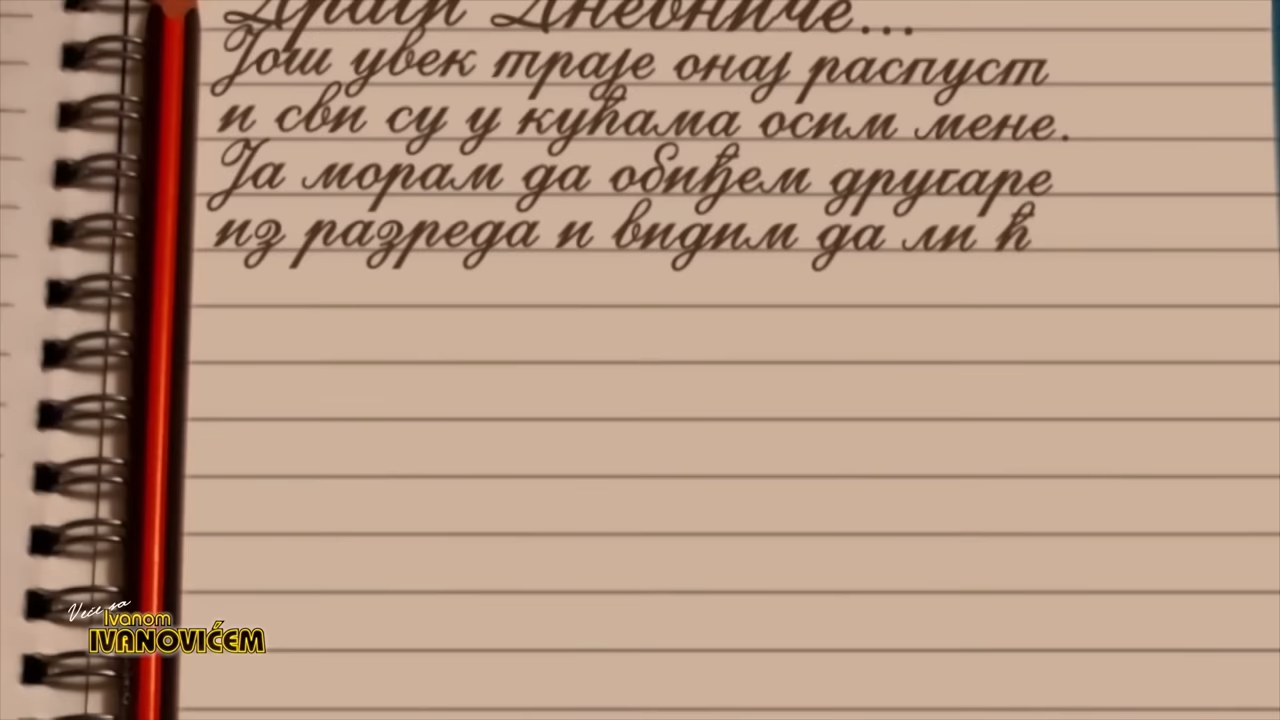 Драги Дневниче...
Још увек траје онај распуст
и сви су у кућама осим мене.
Ја морам да обиђем другаре
из разреда и видим да ли ћ
Veče sa
Ivanom
IVANOVIĆEM